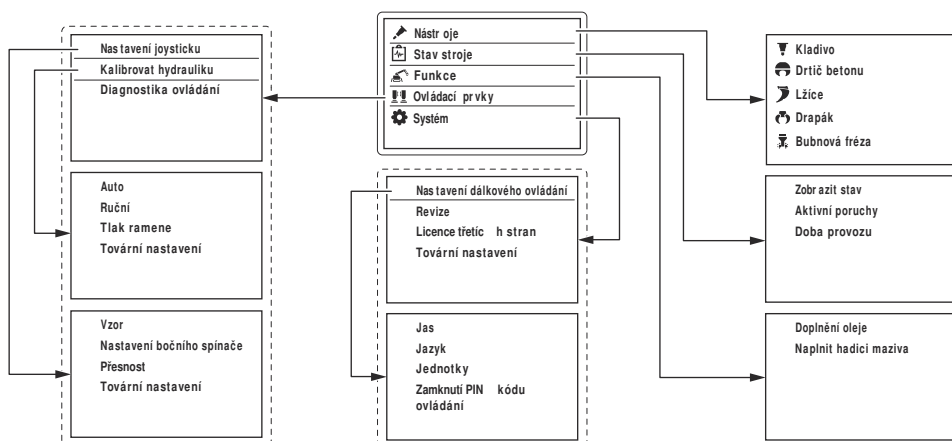 Nástroje
Stav stroje
Funkce
Ovládací prvky
Systém
Nastavení joysticku
Kalibrovat hydrauliku
Diagnostika ovládání
Auto
Ruční
Tlak ramene
Tovární nastavení
Vzor
Nastavení bočního spínače
Přesnost
Tovární nastavení
Nastavení dálkového ovládání
Revize
Licence třetích stran
Tovární nastavení
Jas
Jazyk
Jednotky
Zamknutí PIN kódu
ovládání
Kladivo
Drtič betonu
Lžíce
Drapák
Bubnová fréza
Zobrazit stav
Aktivní poruchy
Doba provozu
Doplnění oleje
Naplnit hadici maziva